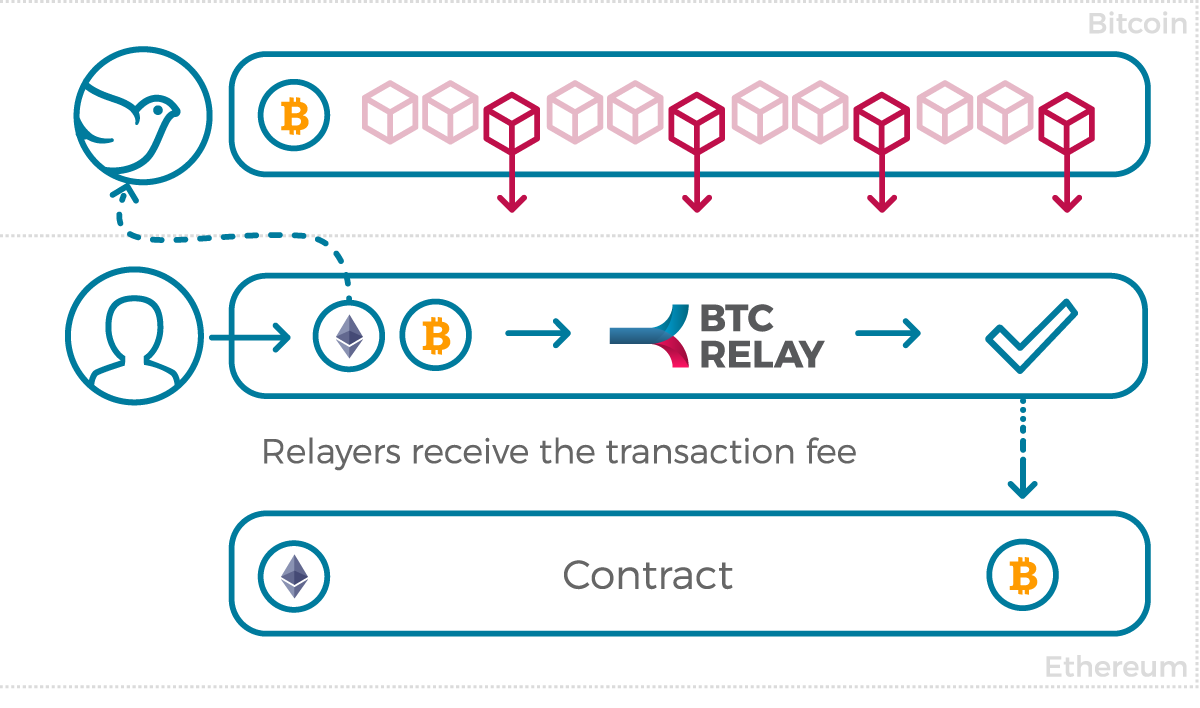 Bitcoin
BTC
RELAY
Relayers receive the transaction fee
Contract
Ethereum